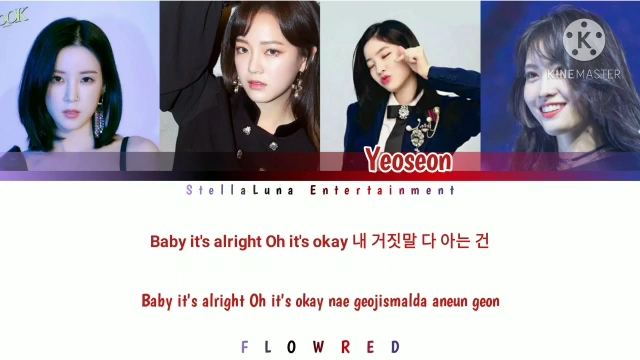 KINEMASTER
Yeoseon
StellaLuna Entertainment
Baby it's alright Oh it's okay 내 거짓말 다 아는 건
Baby it's alright Oh it's okay nae geojismalda aneun geon
FLOWRED